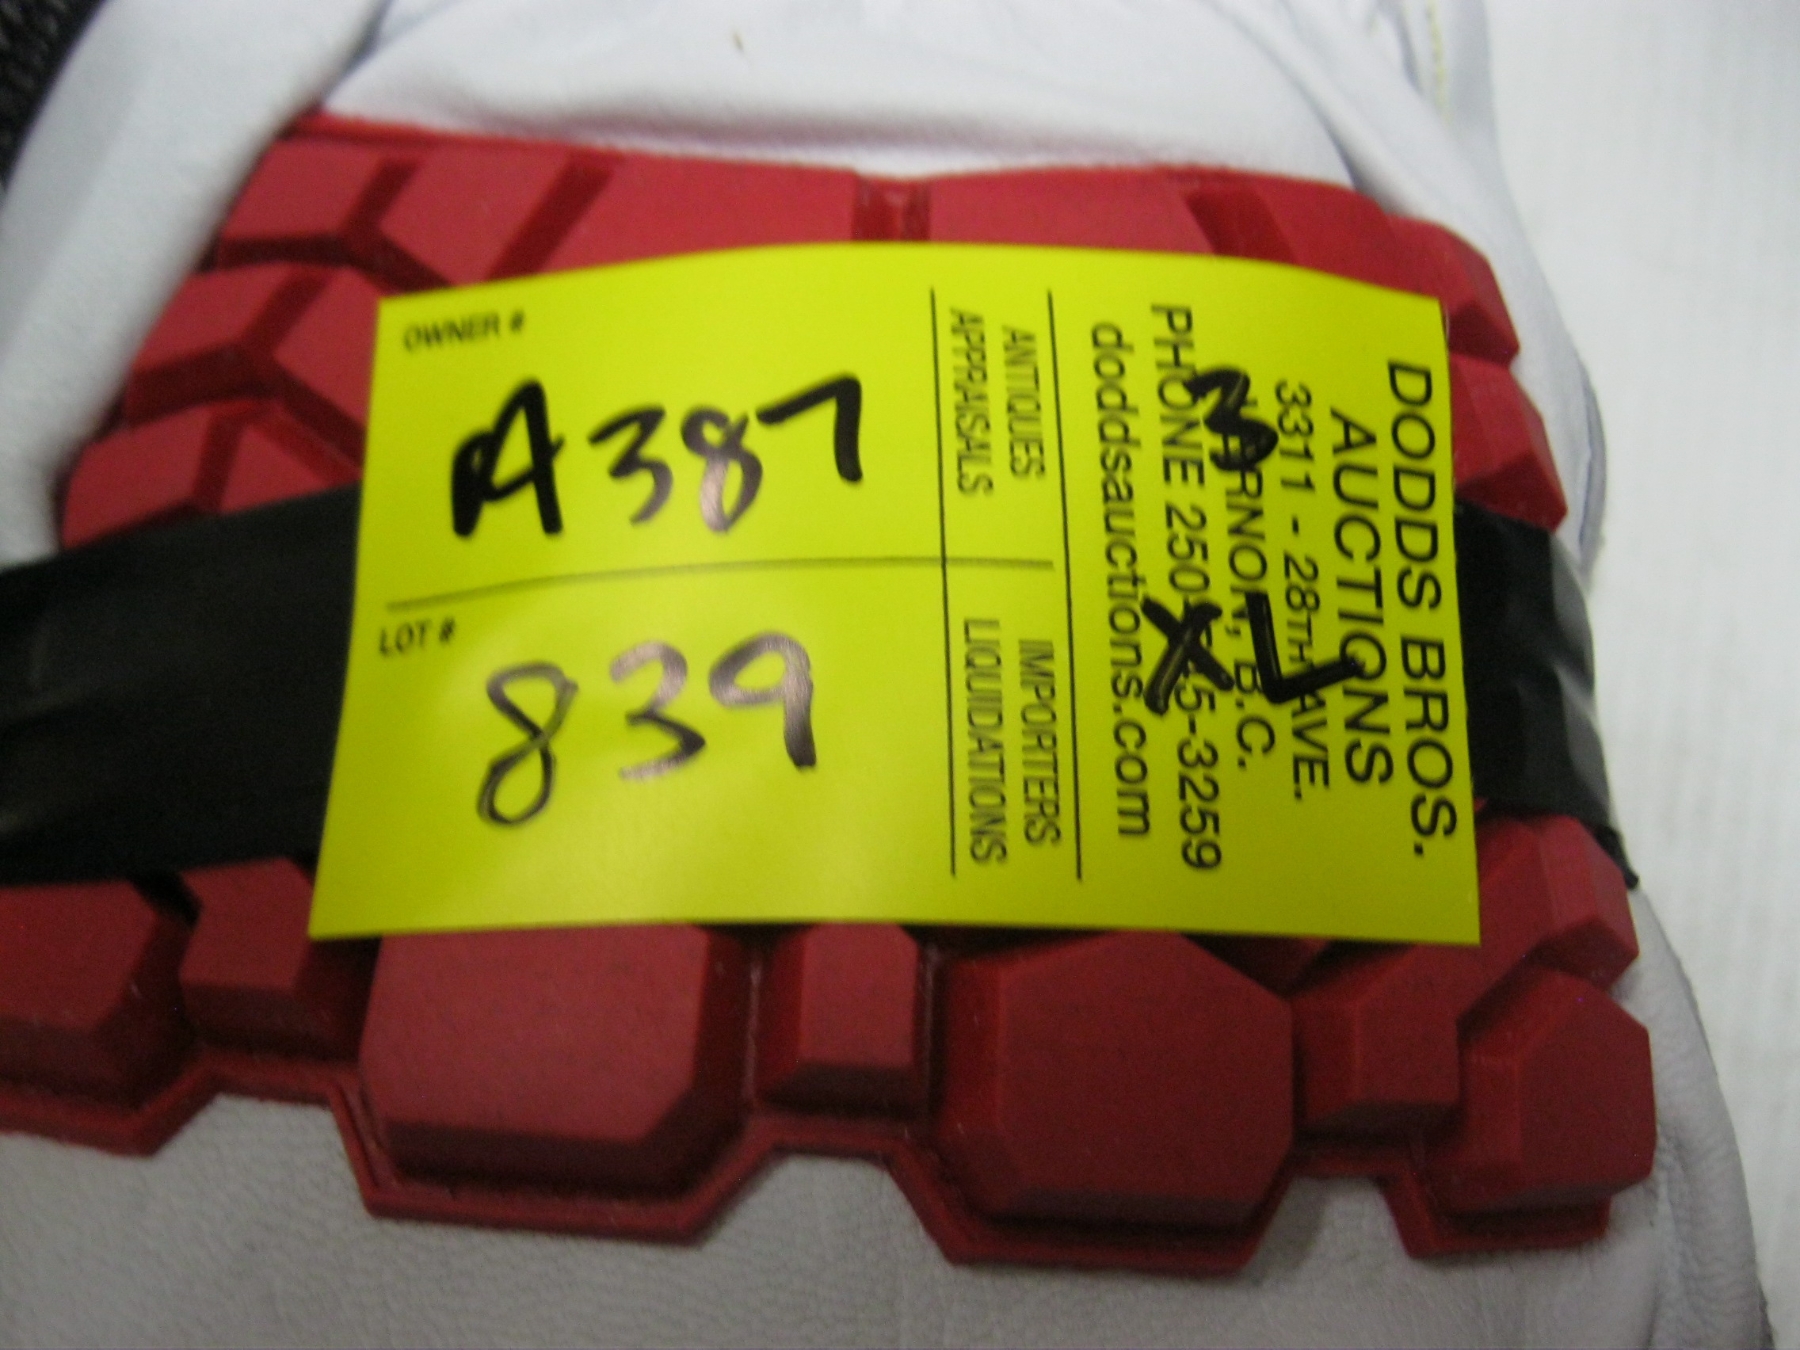 OWNER #
A387
LOT #
839
ANTIQUES
APPRAISALS
IMPORTERS
LIQUIDATIONS
DODDS BROS.
AUCTIONS
3311 - 28TH AVE.
VERNON, B.C.
PHONE 250-545-3259
doddsauctions.com
3
XL